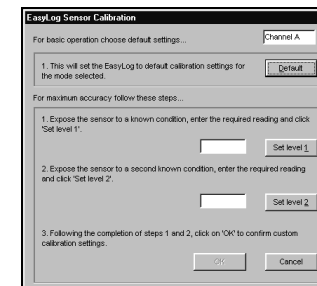 EasyLog Sensor Calibration
For basic operation choose default settings...
Channel A
1. This will set the EasyLog to default calibration settings for
the mode selected.
Default
For maximum accuracy follow these steps...
1. Expose the sensor to a known condition, enter the required reading and click
'Set level 1'.
Set level 1
2. Expose the sensor to a second known condition, enter the required reading
and click 'Set level 2'.
Set level 2
3. Following the completion of steps 1 and 2, click on 'OK' to confirm custom
calibration settings.
OK
Cancel